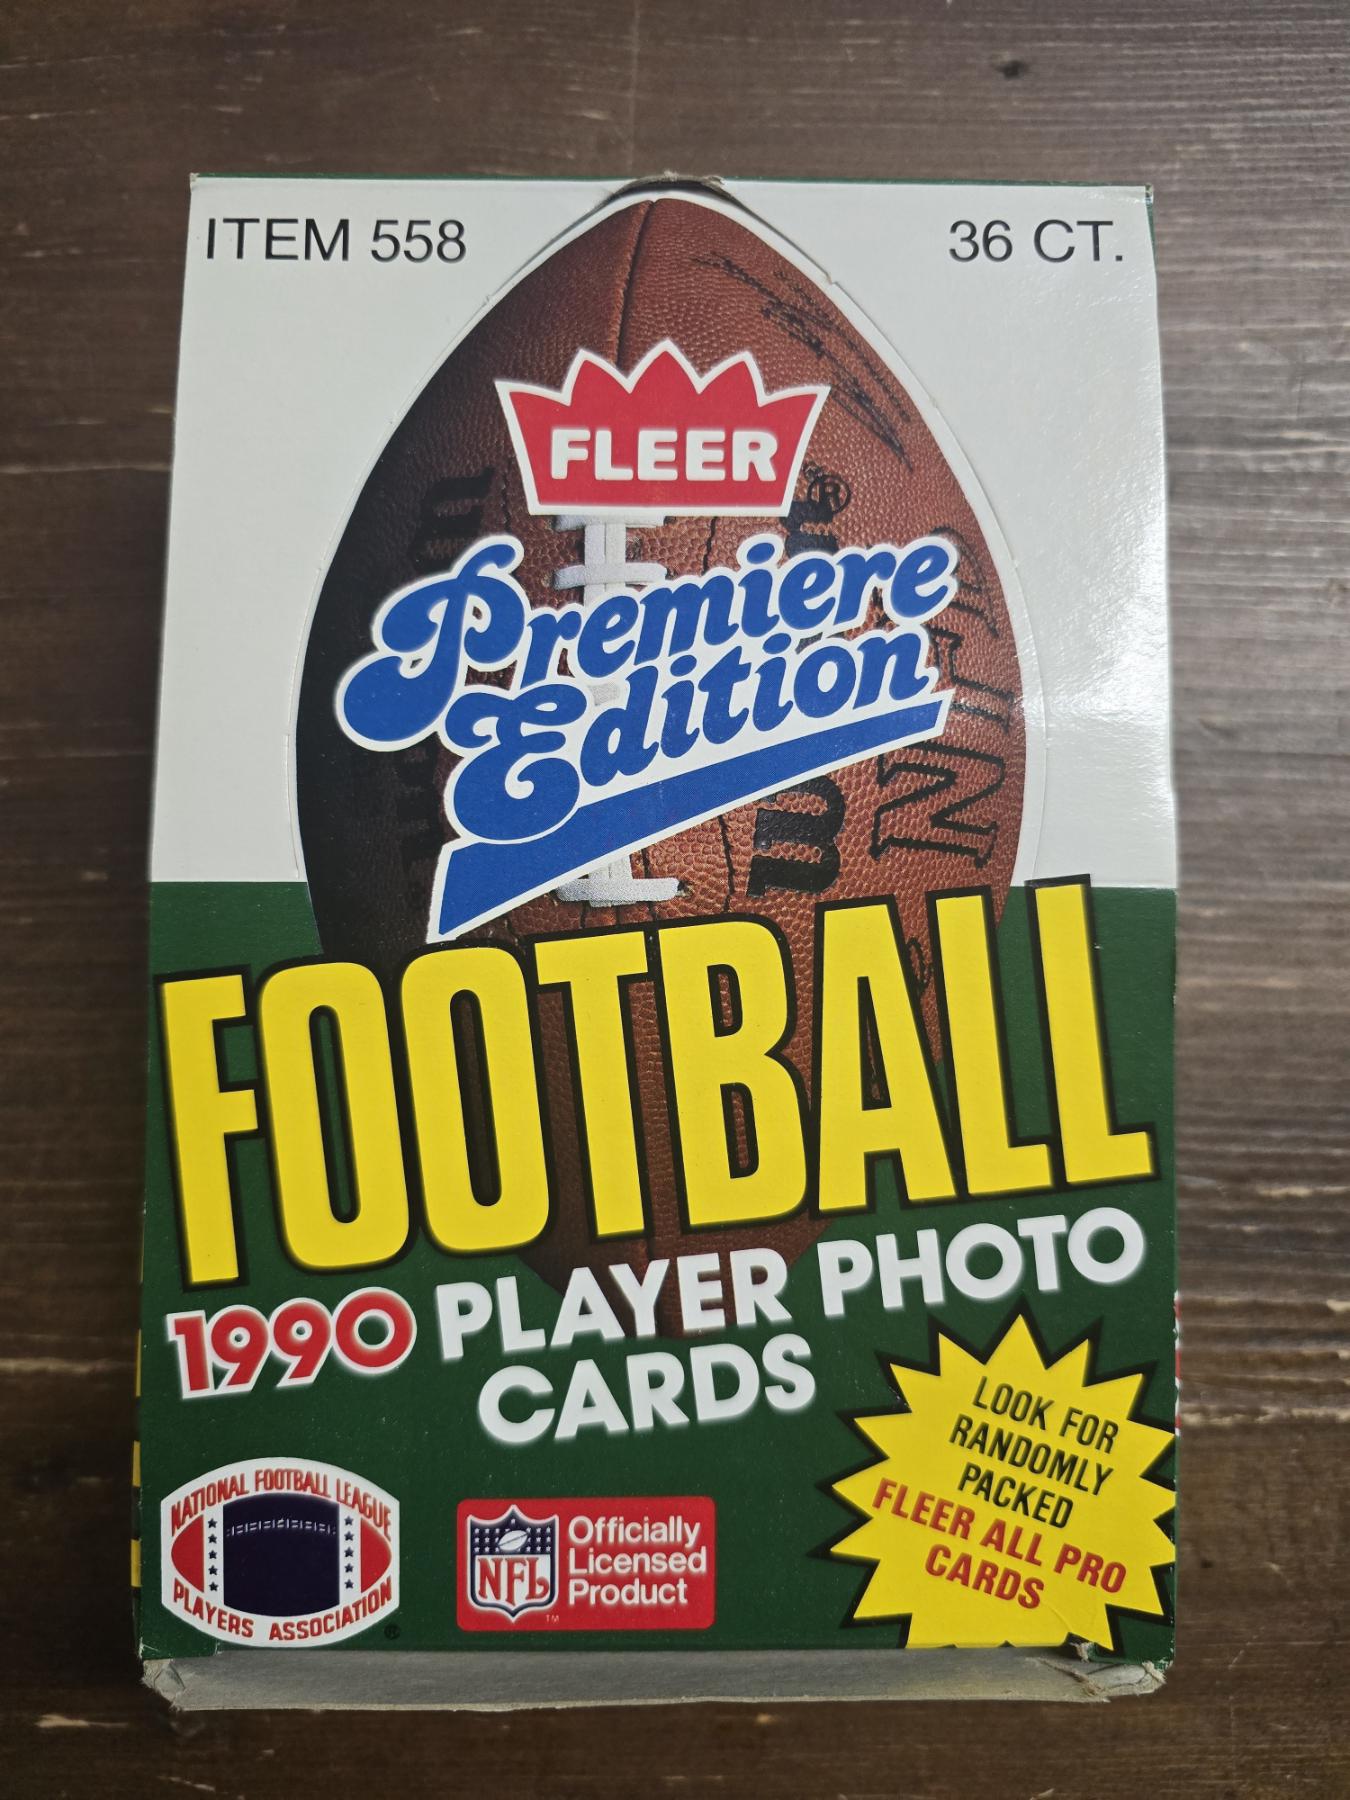 ITEM 558
36 CT.
FLEER
®
Premiere
Edition
FOOTBALL
1990 PLAYER PHOTO
CARDS
LOOK FOR
RANDOMLY
PACKED
FLEER ALL PRO
CARDS
NATIONAL FOOTBALL LEAGUE
PLAYERS ASSOCIATION
®
NFL
TM
Officially
Licensed
Product